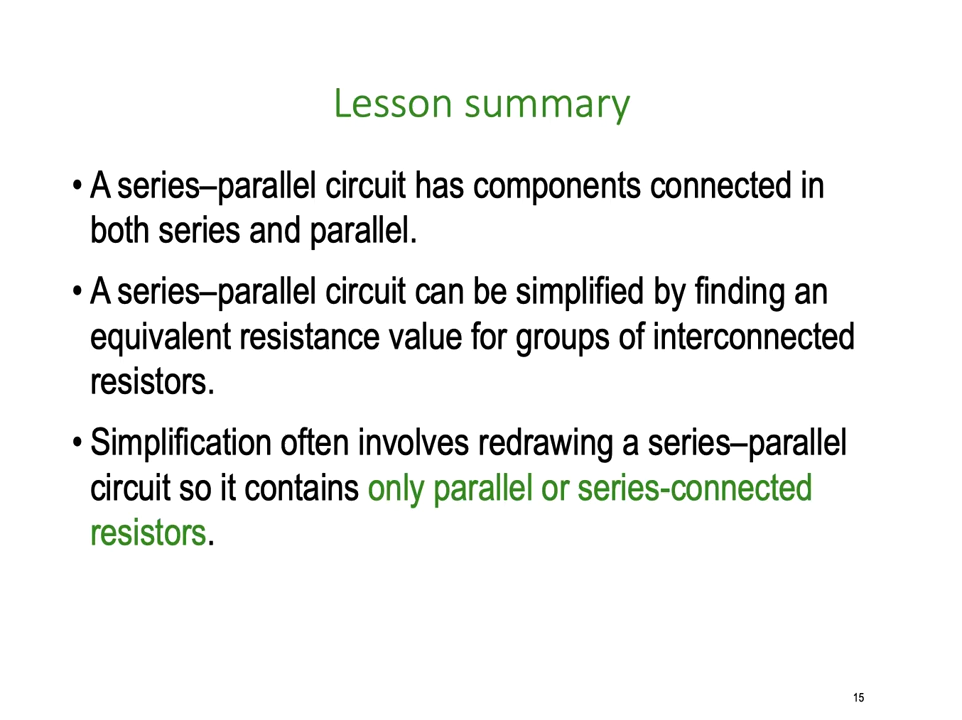 Lesson summary
• A series–parallel circuit has components connected in
both series and parallel.
• A series–parallel circuit can be simplified by finding an
equivalent resistance value for groups of interconnected
resistors.
• Simplification often involves redrawing a series–parallel
circuit so it contains only parallel or series-connected
resistors.
15